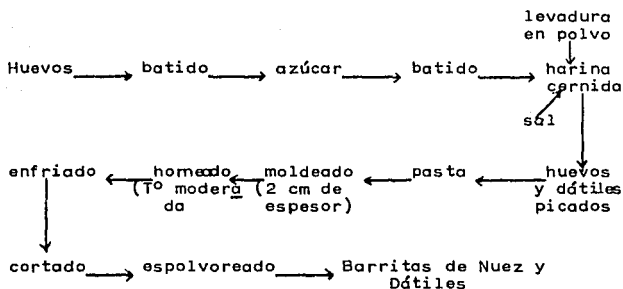 levadura
en polvo
Huevos batido azúcar batido harina
cernida
sal
enfriado horneado moldeado pasta huevos
(Tº modera (2 cm de y dátiles
da espesor) picados
cortado espolvoreado Barritas de Nuez y
Dátiles